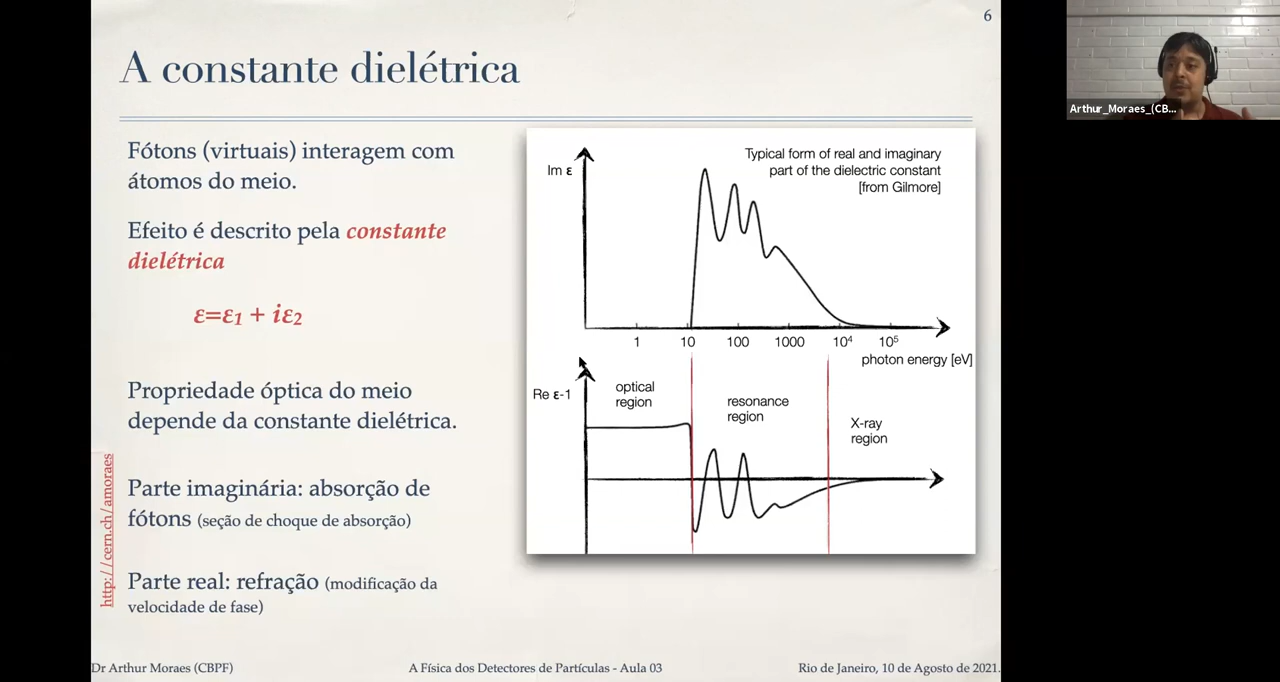 6
A constante dielétrica
Fótons (virtuais) interagem com
átomos do meio.
Efeito é descrito pela constante
dielétrica
ε=ε₁ + iε₂
Propriedade óptica do meio
depende da constante dielétrica.
Parte imaginária: absorção de
fótons (seção de choque de absorção)
Parte real: refração (modificação da
velocidade de fase)
http://cern.ch/amoraes
Typical form of real and imaginary
part of the dielectric constant
[from Gilmore]
Im ε
1 10 100 1000 10⁴ 10⁵
photon energy [eV]
Re ε-1
optical
region
resonance
region
X-ray
region
Dr Arthur Moraes (CBPF)
A Física dos Detectores de Partículas - Aula 03
Rio de Janeiro, 10 de Agosto de 2021.
Arthur_Moraes_(CB...